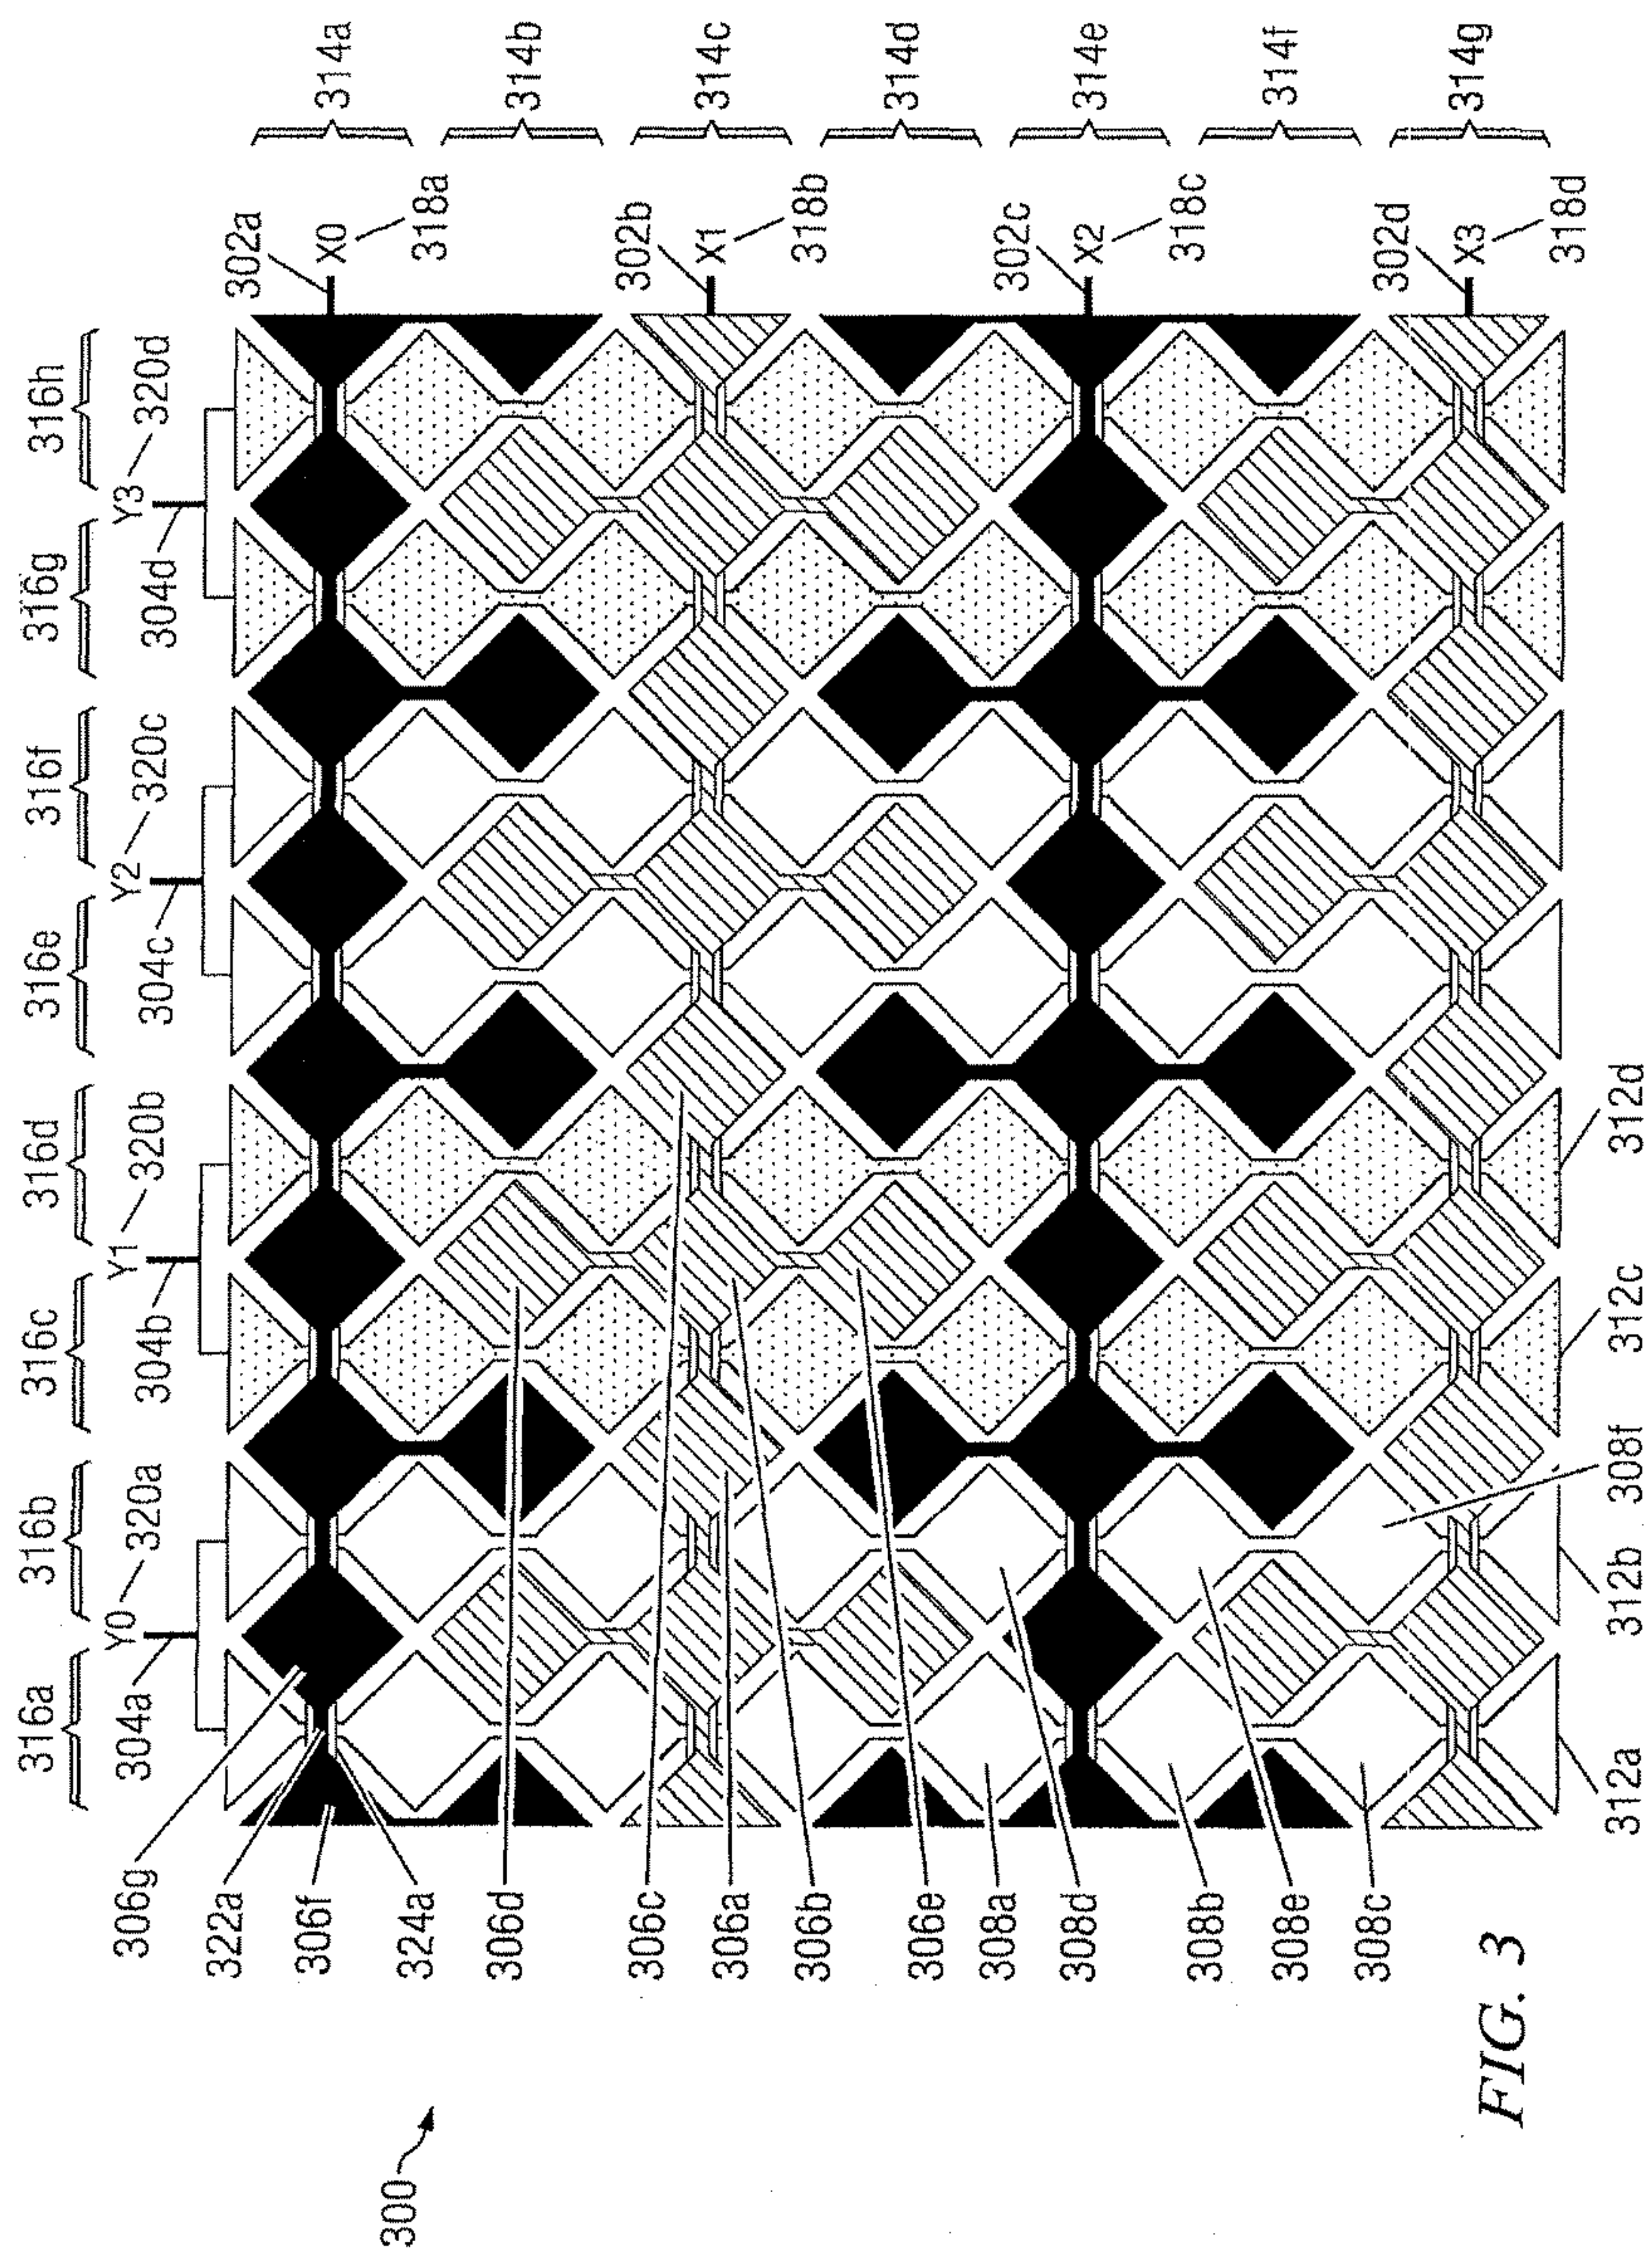 316a 316b 316c 316d 316e 316f 316g 316h
Y0 320a Y1 320b Y2 320c Y3 320d
304a 304b 304c 304d
314a
314b
314c
314d
314e
314f
314g
302a
X0
318a
302b
X1
318b
302c
X2
318c
302d
X3
318d
306g
322a
306f
324a
306d
306c
306a
306b
306e
308a
308d
308b
308e
308c
312a 312b 308f 312c 312d
300
FIG. 3